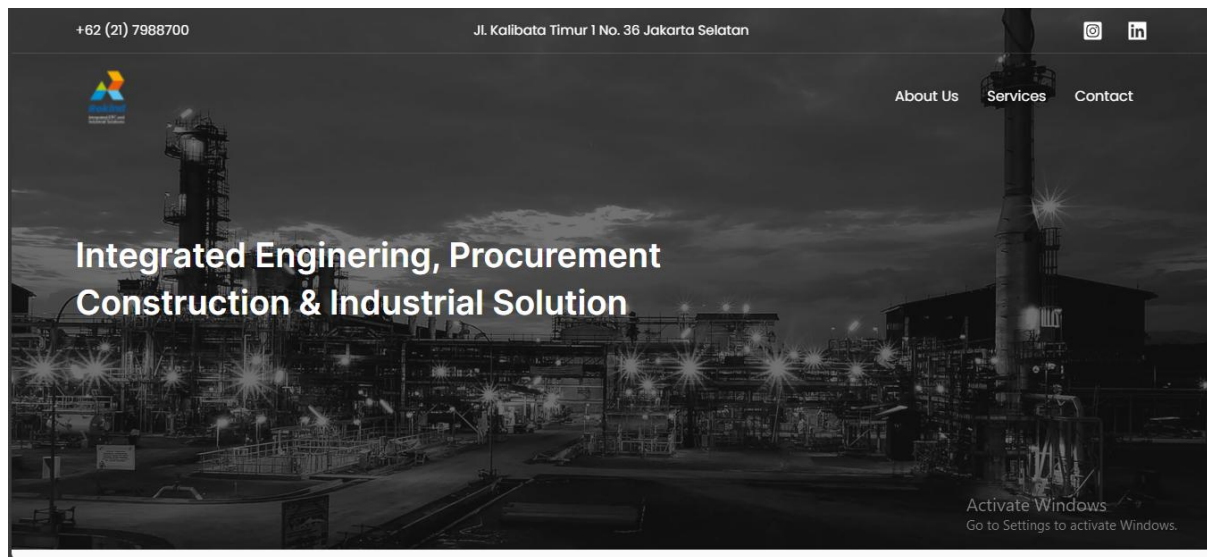 +62 (21) 7988700
Jl. Kalibata Timur 1 No. 36 Jakarta Selatan
About Us
Services
Contact
Integrated Enginering, Procurement
Construction & Industrial Solution
Activate Windows
Go to Settings to activate Windows.